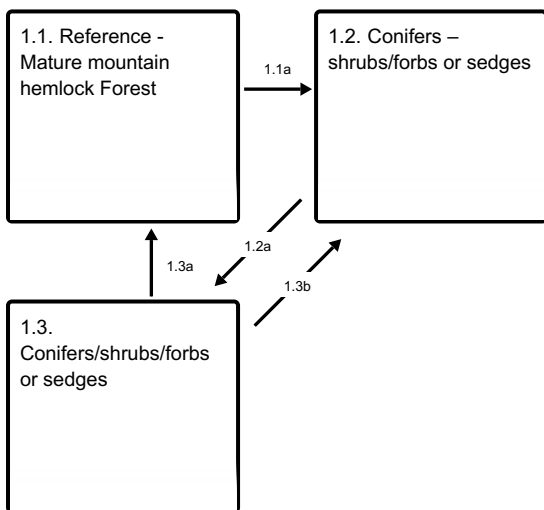 1.1. Reference -
Mature mountain
hemlock Forest
1.1a
1.2. Conifers –
shrubs/forbs or sedges
1.2a
1.3a
1.3b
1.3.
Conifers/shrubs/forbs
or sedges